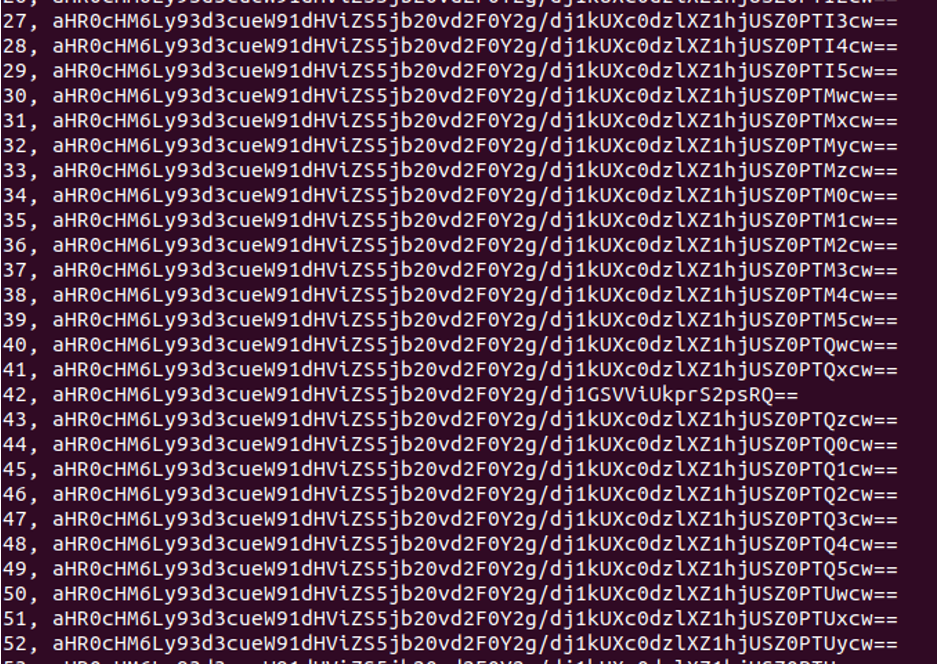 27, aHR0cHM6Ly93d3cueW91dHViZS5jb20vd2F0Y2g/dj1kUXc0dzlXZ1hjUSZ0PTI3cw==
28, aHR0cHM6Ly93d3cueW91dHViZS5jb20vd2F0Y2g/dj1kUXc0dzlXZ1hjUSZ0PTI4cw==
29, aHR0cHM6Ly93d3cueW91dHViZS5jb20vd2F0Y2g/dj1kUXc0dzlXZ1hjUSZ0PTI5cw==
30, aHR0cHM6Ly93d3cueW91dHViZS5jb20vd2F0Y2g/dj1kUXc0dzlXZ1hjUSZ0PTMwcw==
31, aHR0cHM6Ly93d3cueW91dHViZS5jb20vd2F0Y2g/dj1kUXc0dzlXZ1hjUSZ0PTMxcw==
32, aHR0cHM6Ly93d3cueW91dHViZS5jb20vd2F0Y2g/dj1kUXc0dzlXZ1hjUSZ0PTMycw==
33, aHR0cHM6Ly93d3cueW91dHViZS5jb20vd2F0Y2g/dj1kUXc0dzlXZ1hjUSZ0PTMzcw==
34, aHR0cHM6Ly93d3cueW91dHViZS5jb20vd2F0Y2g/dj1kUXc0dzlXZ1hjUSZ0PTM0cw==
35, aHR0cHM6Ly93d3cueW91dHViZS5jb20vd2F0Y2g/dj1kUXc0dzlXZ1hjUSZ0PTM1cw==
36, aHR0cHM6Ly93d3cueW91dHViZS5jb20vd2F0Y2g/dj1kUXc0dzlXZ1hjUSZ0PTM2cw==
37, aHR0cHM6Ly93d3cueW91dHViZS5jb20vd2F0Y2g/dj1kUXc0dzlXZ1hjUSZ0PTM3cw==
38, aHR0cHM6Ly93d3cueW91dHViZS5jb20vd2F0Y2g/dj1kUXc0dzlXZ1hjUSZ0PTM4cw==
39, aHR0cHM6Ly93d3cueW91dHViZS5jb20vd2F0Y2g/dj1kUXc0dzlXZ1hjUSZ0PTM5cw==
40, aHR0cHM6Ly93d3cueW91dHViZS5jb20vd2F0Y2g/dj1kUXc0dzlXZ1hjUSZ0PTQwcw==
41, aHR0cHM6Ly93d3cueW91dHViZS5jb20vd2F0Y2g/dj1kUXc0dzlXZ1hjUSZ0PTQxcw==
42, aHR0cHM6Ly93d3cueW91dHViZS5jb20vd2F0Y2g/dj1GSVViUkprS2psRQ==
43, aHR0cHM6Ly93d3cueW91dHViZS5jb20vd2F0Y2g/dj1kUXc0dzlXZ1hjUSZ0PTQzcw==
44, aHR0cHM6Ly93d3cueW91dHViZS5jb20vd2F0Y2g/dj1kUXc0dzlXZ1hjUSZ0PTQ0cw==
45, aHR0cHM6Ly93d3cueW91dHViZS5jb20vd2F0Y2g/dj1kUXc0dzlXZ1hjUSZ0PTQ1cw==
46, aHR0cHM6Ly93d3cueW91dHViZS5jb20vd2F0Y2g/dj1kUXc0dzlXZ1hjUSZ0PTQ2cw==
47, aHR0cHM6Ly93d3cueW91dHViZS5jb20vd2F0Y2g/dj1kUXc0dzlXZ1hjUSZ0PTQ3cw==
48, aHR0cHM6Ly93d3cueW91dHViZS5jb20vd2F0Y2g/dj1kUXc0dzlXZ1hjUSZ0PTQ4cw==
49, aHR0cHM6Ly93d3cueW91dHViZS5jb20vd2F0Y2g/dj1kUXc0dzlXZ1hjUSZ0PTQ5cw==
50, aHR0cHM6Ly93d3cueW91dHViZS5jb20vd2F0Y2g/dj1kUXc0dzlXZ1hjUSZ0PTUwcw==
51, aHR0cHM6Ly93d3cueW91dHViZS5jb20vd2F0Y2g/dj1kUXc0dzlXZ1hjUSZ0PTUxcw==
52, aHR0cHM6Ly93d3cueW91dHViZS5jb20vd2F0Y2g/dj1kUXc0dzlXZ1hjUSZ0PTUycw==